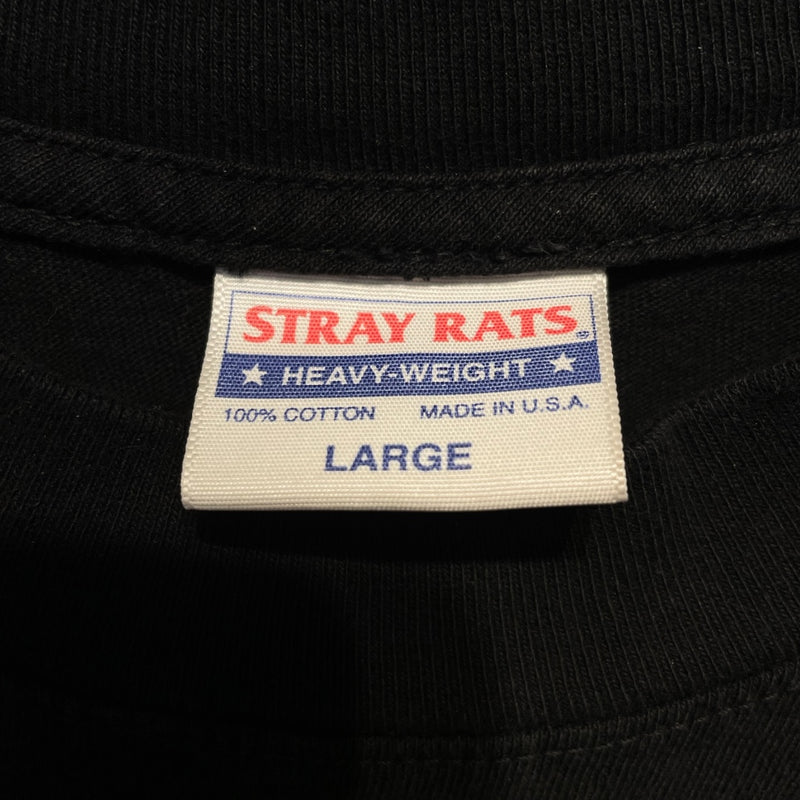 STRAY RATS
★ HEAVY-WEIGHT ★
100% COTTON MADE IN U.S.A.
LARGE